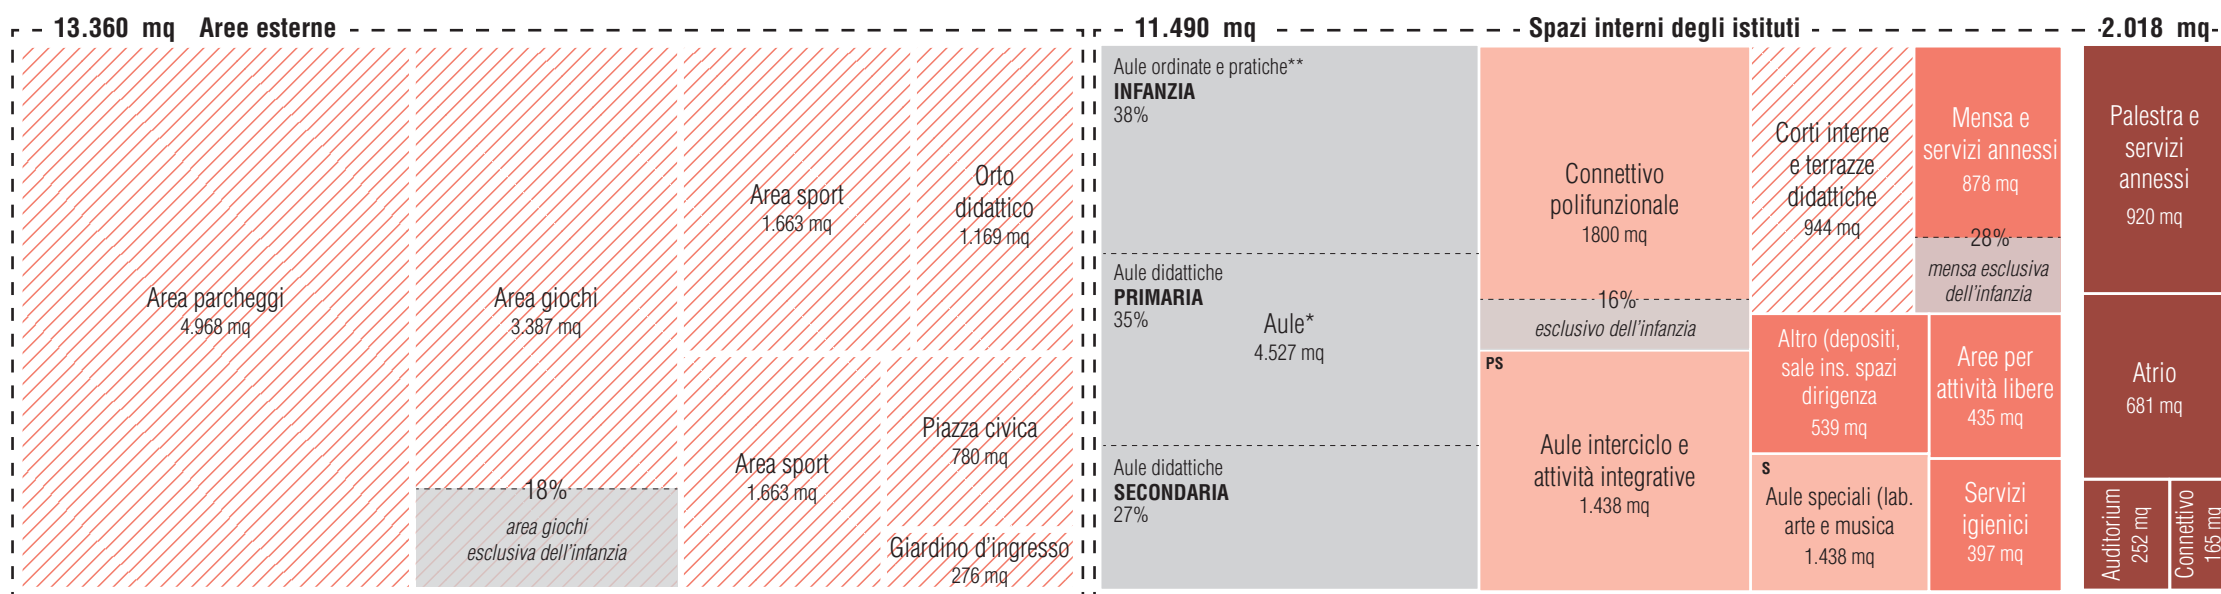 13.360 mq Aree esterne
11.490 mq
Spazi interni degli istituti
2.018 mq
Area parcheggi
4.968 mq
Area giochi
3.387 mq
18%
area giochi
esclusiva dell'infanzia
Area sport
1.663 mq
Orto
didattico
1.169 mq
Area sport
1.663 mq
Piazza civica
780 mq
Giardino d'ingresso
276 mq
Aule ordinate e pratiche**
INFANZIA
38%
Aule didattiche
PRIMARIA
35%
Aule*
4.527 mq
Aule didattiche
SECONDARIA
27%
Connettivo
polifunzionale
1800 mq
16%
esclusivo dell'infanzia
PS
Aule interciclo e
attività integrative
1.438 mq
Corti interne
e terrazze
didattiche
944 mq
Mensa e
servizi annessi
878 mq
28%
mensa esclusiva
dell'infanzia
Altro (depositi,
sale ins. spazi
dirigenza
539 mq
Aree per
attività libere
435 mq
S
Aule speciali (lab.
arte e musica
1.438 mq
Servizi
igienici
397 mq
Palestra e
servizi
annessi
920 mq
Atrio
681 mq
Auditorium
252 mq
Connettivo
165 mq